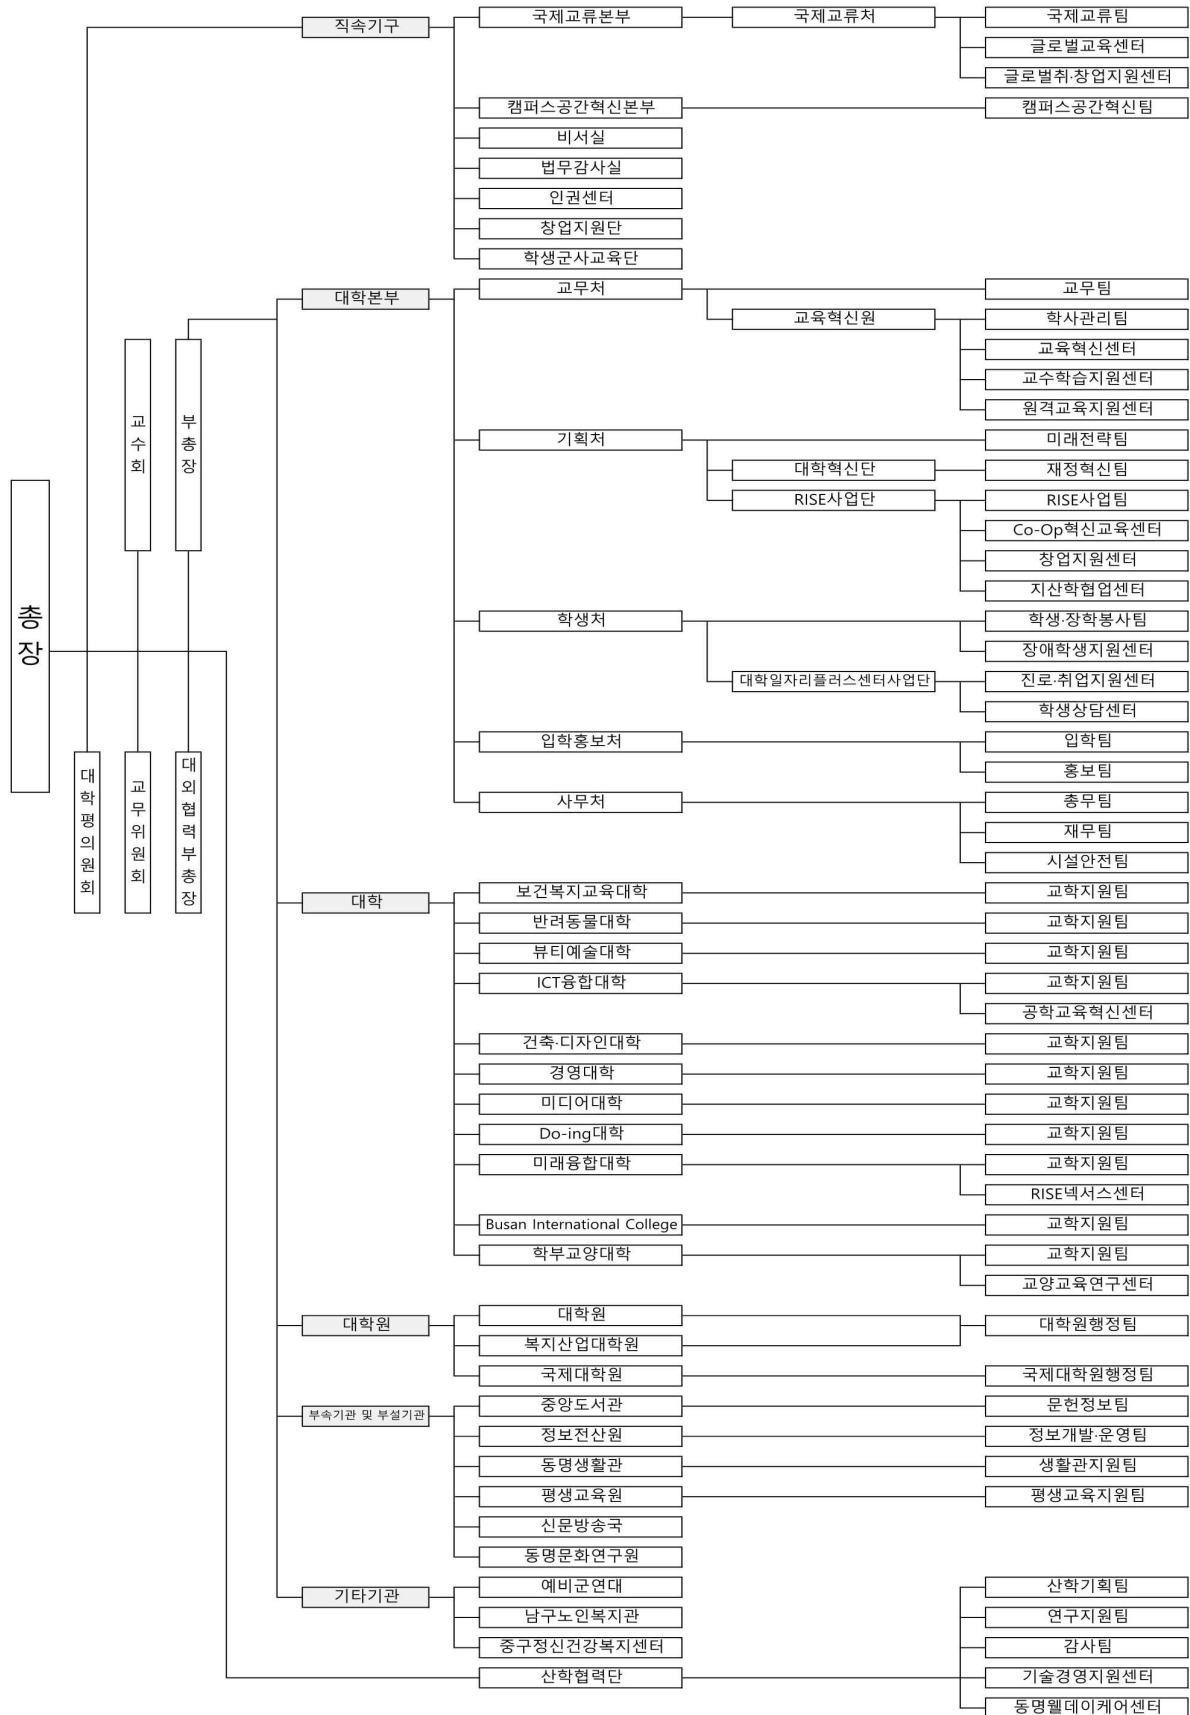 총장
대학평의원회
교수회
교무위원회
부총장
대외협력부총장
직속기구
국제교류본부
국제교류처
국제교류팀
글로벌교육센터
글로벌취·창업지원센터
캠퍼스공간혁신본부
캠퍼스공간혁신팀
비서실
법무감사실
인권센터
창업지원단
학생군사교육단
대학본부
교무처
교무팀
교육혁신원
학사관리팀
교육혁신센터
교수학습지원센터
원격교육지원센터
기획처
미래전략팀
대학혁신단
재정혁신팀
RISE사업단
RISE사업팀
Co-Op혁신교육센터
창업지원센터
지산학협업센터
학생처
학생·장학봉사팀
장애학생지원센터
대학일자리플러스센터사업단
진로·취업지원센터
학생상담센터
입학홍보처
입학팀
홍보팀
사무처
총무팀
재무팀
시설안전팀
대학
보건복지교육대학
교학지원팀
반려동물대학
교학지원팀
뷰티예술대학
교학지원팀
ICT융합대학
교학지원팀
공학교육혁신센터
건축·디자인대학
교학지원팀
경영대학
교학지원팀
미디어대학
교학지원팀
Do-ing대학
교학지원팀
미래융합대학
교학지원팀
RISE넥서스센터
Busan International College
교학지원팀
학부교양대학
교학지원팀
교양교육연구센터
대학원
대학원
대학원행정팀
복지산업대학원
국제대학원
국제대학원행정팀
부속기관 및 부설기관
중앙도서관
문헌정보팀
정보전산원
정보개발·운영팀
동명생활관
생활관지원팀
평생교육원
평생교육지원팀
신문방송국
동명문화연구원
기타기관
예비군연대
남구노인복지관
중구정신건강복지센터
산학협력단
산학기획팀
연구지원팀
감사팀
기술경영지원센터
동명웰데이케어센터